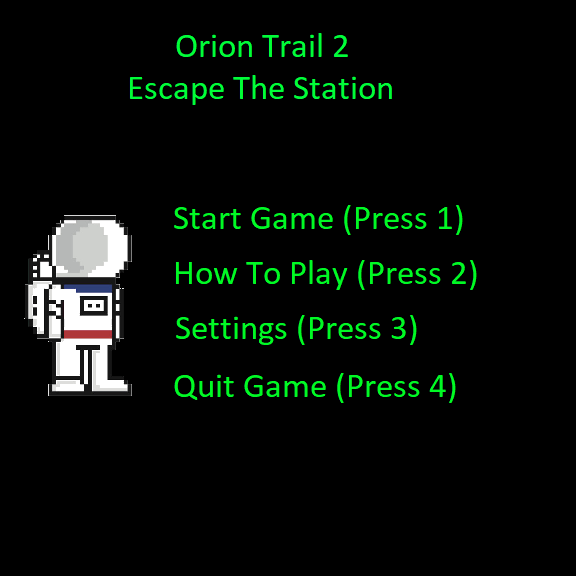 Orion Trail 2
Escape The Station
Start Game (Press 1)
How To Play (Press 2)
Settings (Press 3)
Quit Game (Press 4)